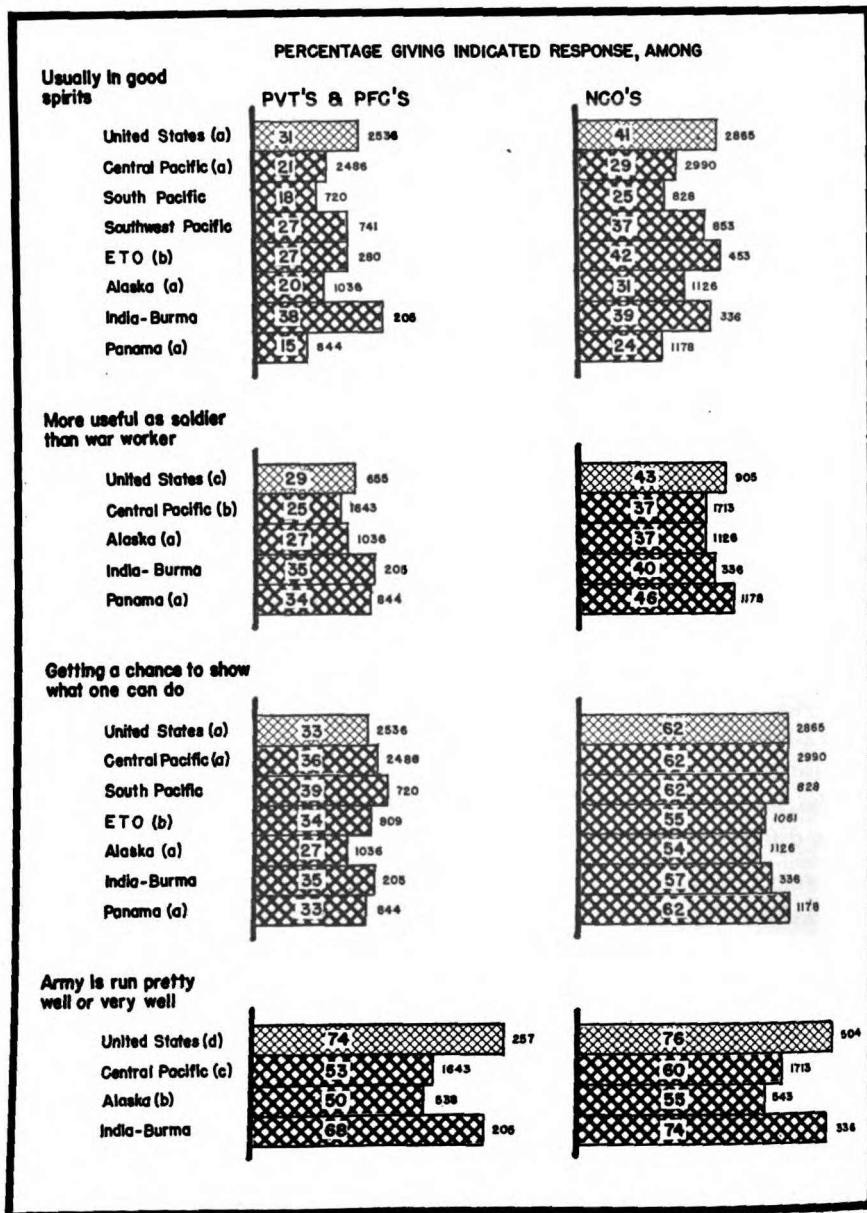 PERCENTAGE GIVING INDICATED RESPONSE, AMONG
Usually in good
spirits
PVT'S & PFC'S NCO'S
United States (a) 31 2536 41 2865
Central Pacific (a) 21 2486 29 2990
South Pacific 18 720 25 828
Southwest Pacific 27 741 37 853
ETO (b) 27 280 42 453
Alaska (a) 20 1036 31 1126
India-Burma 38 205 39 336
Panama (a) 15 844 24 1178
More useful as soldier
than war worker
United States (c) 29 655 43 905
Central Pacific (b) 25 1643 37 1713
Alaska (a) 27 1036 37 1126
India-Burma 35 205 40 336
Panama (a) 34 844 46 1178
Getting a chance to show
what one can do
United States (a) 33 2536 62 2865
Central Pacific (a) 36 2486 62 2990
South Pacific 39 720 62 828
ETO (b) 34 809 55 1061
Alaska (a) 27 1036 54 1126
India-Burma 35 205 57 336
Panama (a) 33 844 62 1178
Army is run pretty
well or very well
United States (d) 74 257 76 504
Central Pacific (c) 53 1643 60 1713
Alaska (b) 50 538 55 543
India-Burma 68 205 74 336